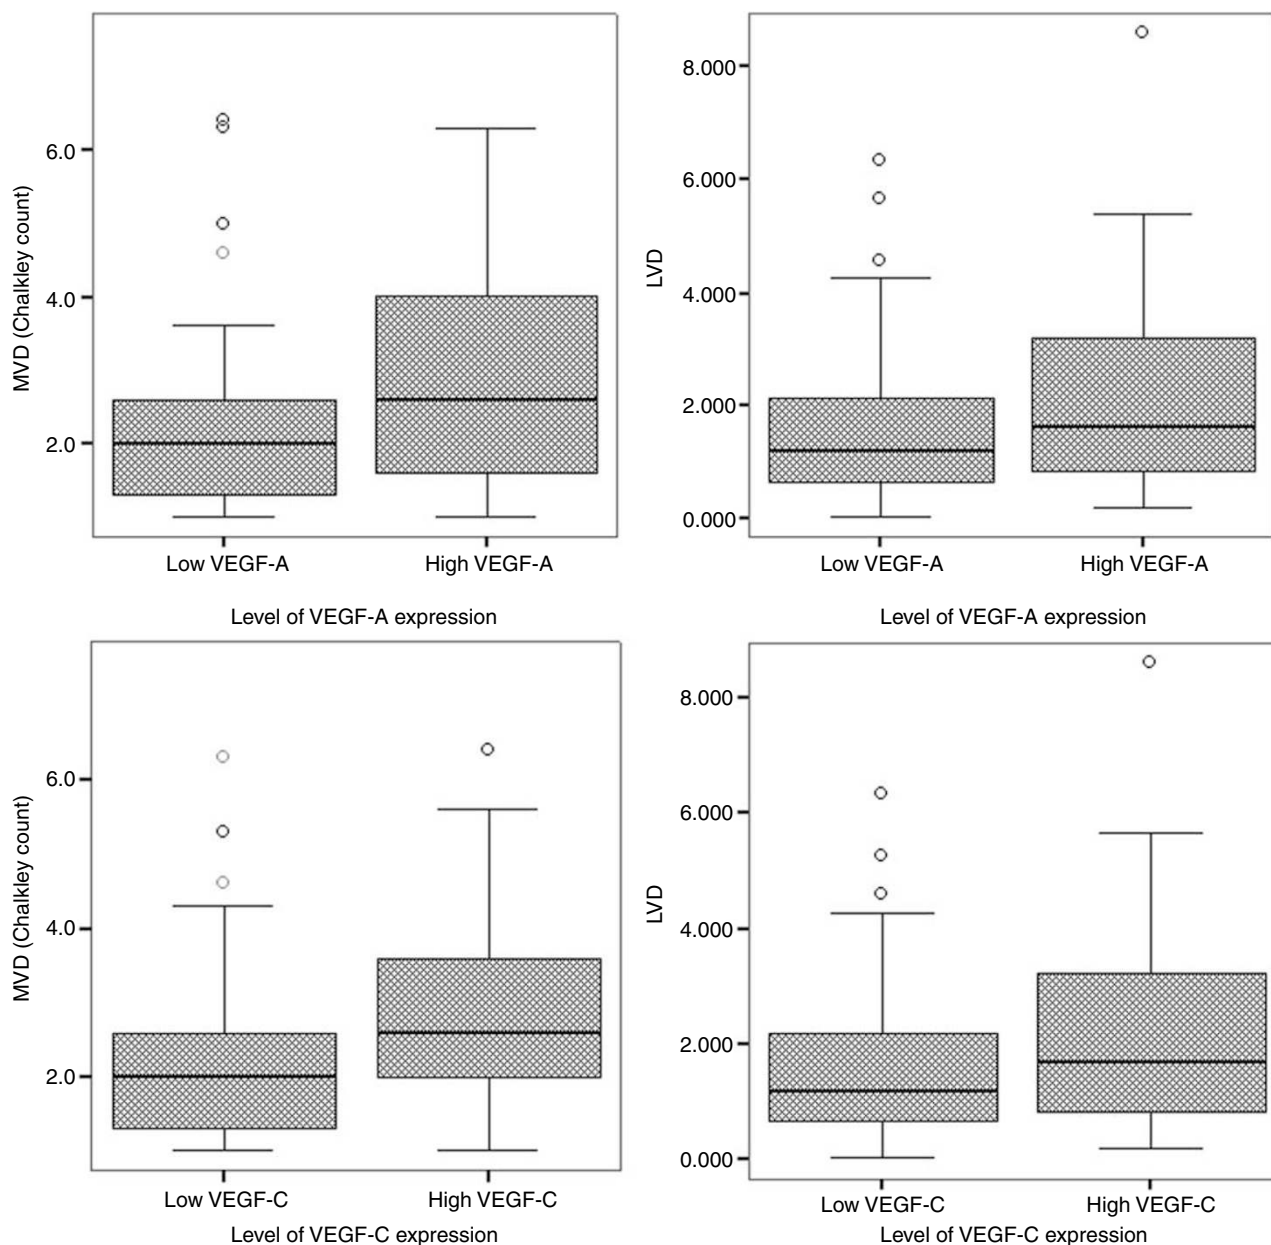 MVD (Chalkley count)
6.0
4.0
2.0
Low VEGF-A
High VEGF-A
Level of VEGF-A expression
LVD
8.000
6.000
4.000
2.000
0.000
Low VEGF-A
High VEGF-A
Level of VEGF-A expression
MVD (Chalkley count)
6.0
4.0
2.0
Low VEGF-C
High VEGF-C
Level of VEGF-C expression
LVD
8.000
6.000
4.000
2.000
0.000
Low VEGF-C
High VEGF-C
Level of VEGF-C expression